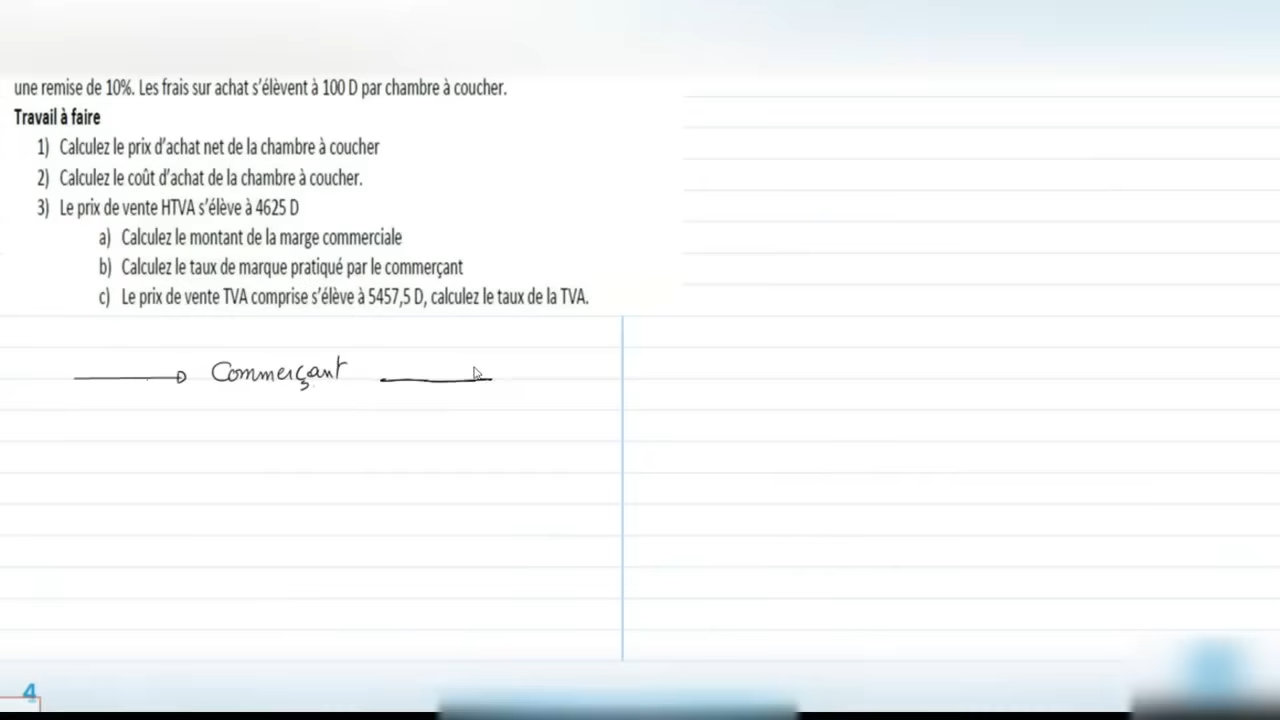 une remise de 10%. Les frais sur achat s'élèvent à 100 D par chambre à coucher.
Travail à faire
1) Calculez le prix d'achat net de la chambre à coucher
2) Calculez le coût d'achat de la chambre à coucher.
3) Le prix de vente HTVA s'élève à 4625 D
a) Calculez le montant de la marge commerciale
b) Calculez le taux de marque pratiqué par le commerçant
c) Le prix de vente TVA comprise s'élève à 5457,5 D, calculez le taux de la TVA.
Commerçant
4